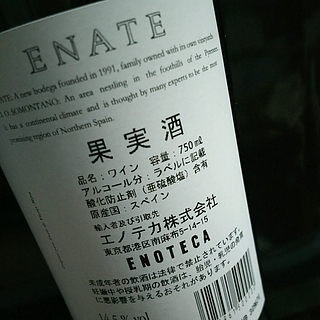 ENATE
ATE: A new bodega founded in 1991, family owned with its own vineyards
D.O. SOMONTANO: An area nestling in the foothills of the Pyrenees
has a continental climate and is thought by many experts to be the most
promising region of Northern Spain.
果実酒
品名:ワイン 容量:750㎖
アルコール分:ラベルに記載
酸化防止剤(亜硫酸塩)含有
原産国:スペイン
輸入者及び引取先
エノテカ株式会社
東京都港区南麻布5-14-15
ENOTECA
未成年者の飲酒は法律で禁止されています。
妊娠中や授乳期の飲酒は、胎児・乳児の発育
に悪影響を与えるおそれがあります。
14.5% vol